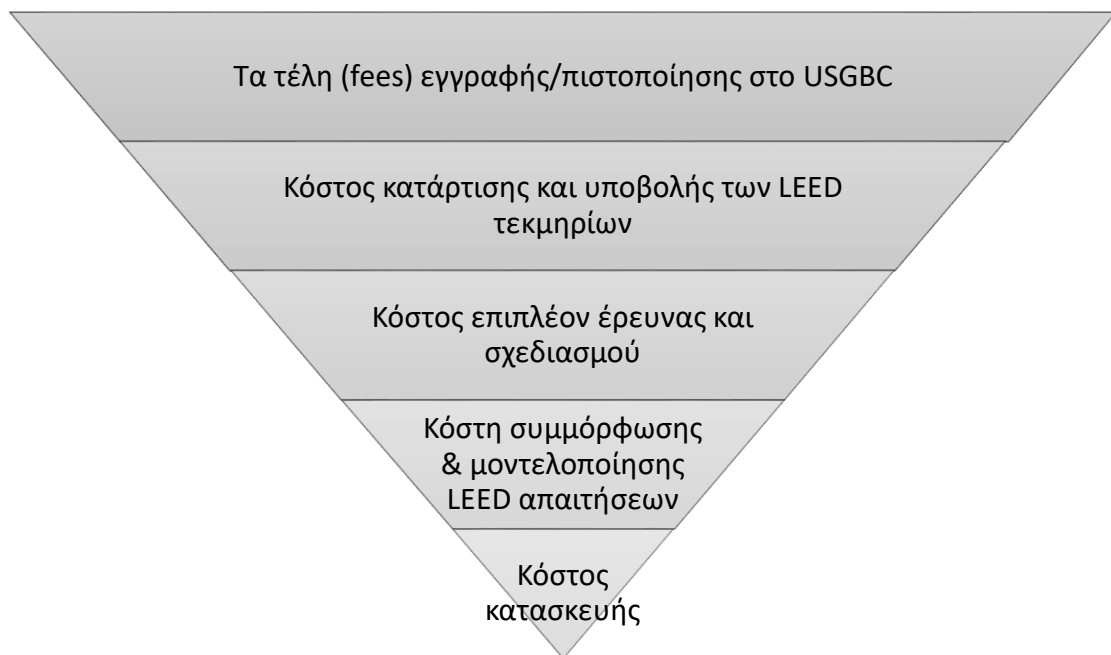 Τα τέλη (fees) εγγραφής/πιστοποίησης στο USGBC
Κόστος κατάρτισης και υποβολής των LEED
τεκμηρίων
Κόστος επιπλέον έρευνας και
σχεδιασμού
Κόστη συμμόρφωσης
& μοντελοποίησης
LEED απαιτήσεων
Κόστος
κατασκευής